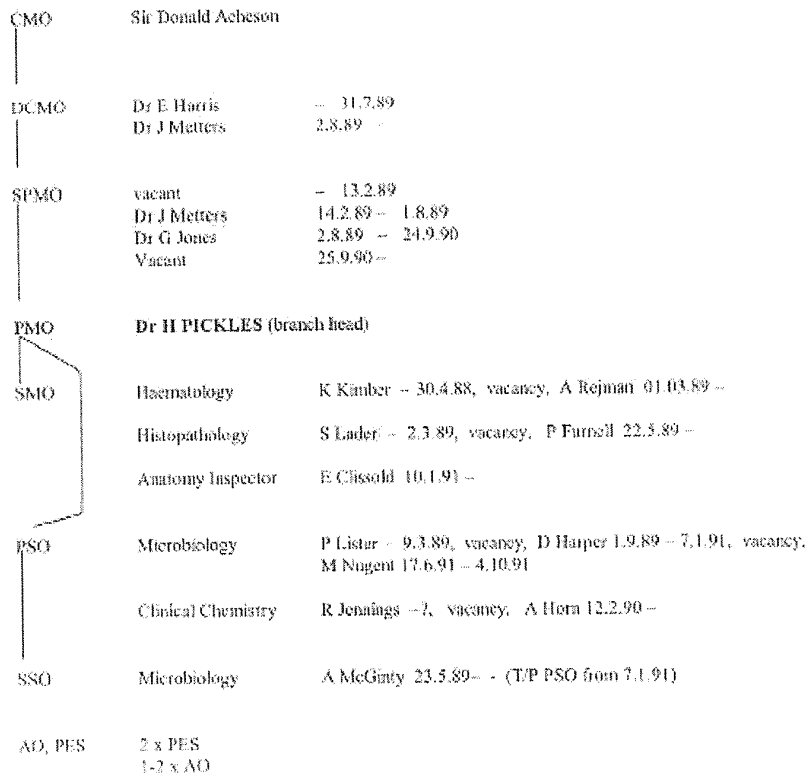 CMO Sir Donald Acheson
DCMO Dr E Harris – 31.7.89
Dr J Metters 2.8.89 –
SPMO vacant – 13.2.89
Dr J Metters 14.2.89 – 1.8.89
Dr G Jones 2.8.89 – 24.9.90
Vacant 25.9.90 –
PMO Dr H PICKLES (branch head)
SMO Haematology K Kimber – 30.4.88, vacancy, A Rejman 01.03.89 –
Histopathology S Lader – 2.3.89, vacancy, P Furnell 22.5.89 –
Anatomy Inspector E Clissold 10.1.91 –
PSO Microbiology P Lister – 9.3.89, vacancy, D Harper 1.9.89 – 7.1.91, vacancy,
M Nugent 17.6.91 – 4.10.91
Clinical Chemistry R Jennings –?, vacancy, A Horn 12.2.90 –
SSO Microbiology A McGinty 23.5.89– - (T/P PSO from 7.1.91)
AO, PES 2 x PES
1-2 x AO